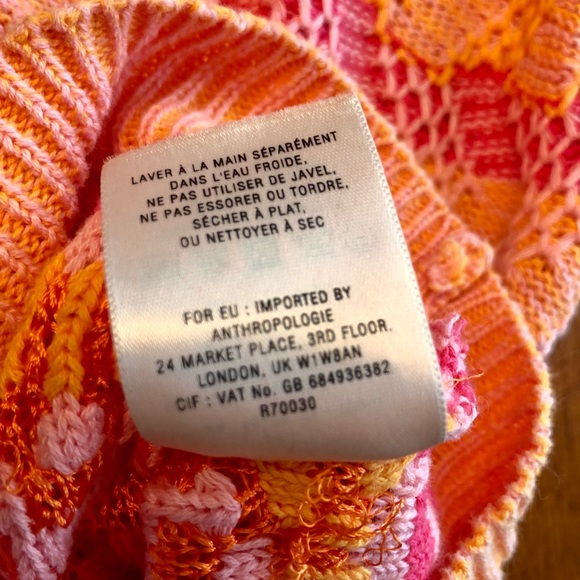 LAVER À LA MAIN SÉPARÉMENT
DANS L'EAU FROIDE,
NE PAS UTILISER DE JAVEL,
NE PAS ESSORER OU TORDRE,
SÉCHER À PLAT,
OU NETTOYER À SEC
FOR EU : IMPORTED BY
ANTHROPOLOGIE
24 MARKET PLACE, 3RD FLOOR,
LONDON, UK W1W8AN
CIF : VAT No. GB 684936382
R70030